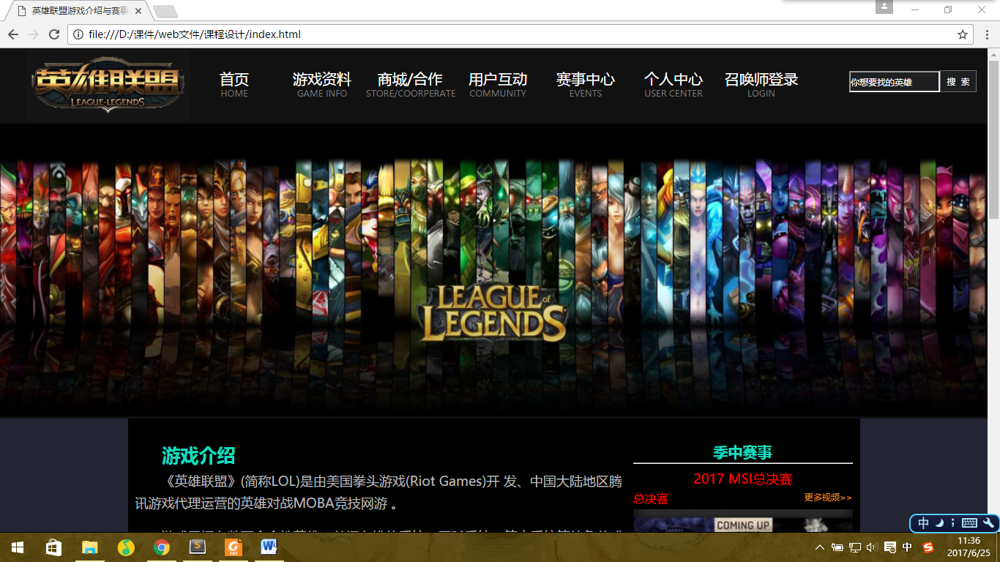 英雄联盟游戏介绍与赛事
file:///D:/课件/web文件/课程设计/index.html
英雄联盟
LEAGUE-LEGENDS
首页 游戏资料 商城/合作 用户互动 赛事中心 个人中心 召唤师登录
HOME GAME INFO STORE/COORPERATE COMMUNITY EVENTS USER CENTER LOGIN
你想要找的英雄 搜 索
LEAGUE of
LEGENDS
游戏介绍
《英雄联盟》(简称LOL)是由美国拳头游戏(Riot Games)开 发、中国大陆地区腾
讯游戏代理运营的英雄对战MOBA竞技网游 。
季中赛事
2017 MSI总决赛
总决赛 更多视频>>
COMING UP
中
中
11:36
2017/6/25